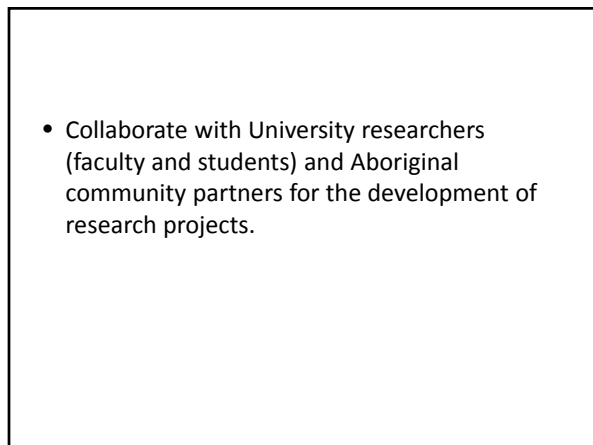 • Collaborate with University researchers
(faculty and students) and Aboriginal
community partners for the development of
research projects.